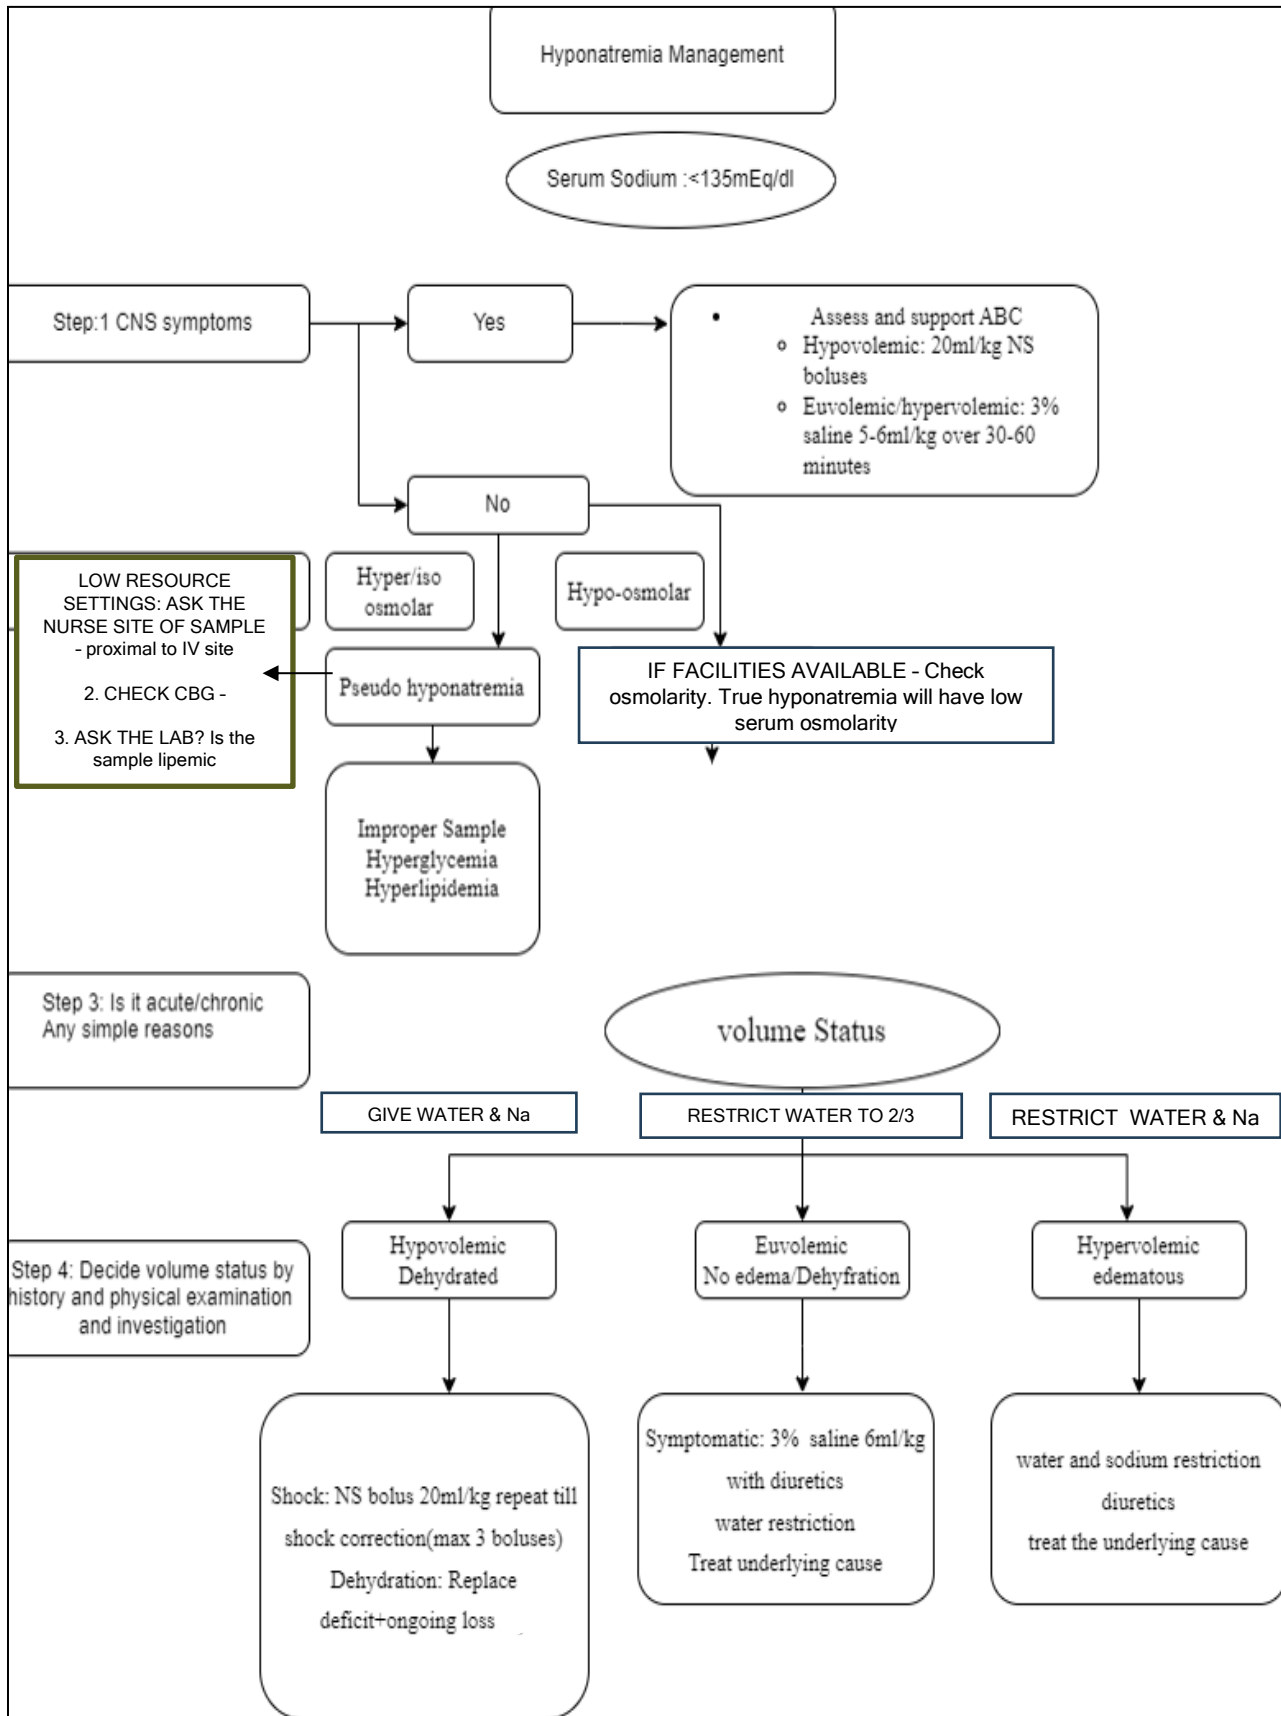 Hyponatremia Management
Serum Sodium :<135mEq/dl
Step:1 CNS symptoms
Yes
• Assess and support ABC
o Hypovolemic: 20ml/kg NS
boluses
o Euvolemic/hypervolemic: 3%
saline 5-6ml/kg over 30-60
minutes
No
LOW RESOURCE
SETTINGS: ASK THE
NURSE SITE OF SAMPLE
- proximal to IV site
2. CHECK CBG -
3. ASK THE LAB? Is the
sample lipemic
Hyper/iso
osmolar
Hypo-osmolar
Pseudo hyponatremia
IF FACILITIES AVAILABLE - Check
osmolarity. True hyponatremia will have low
serum osmolarity
Improper Sample
Hyperglycemia
Hyperlipidemia
Step 3: Is it acute/chronic
Any simple reasons
volume Status
GIVE WATER & Na
RESTRICT WATER TO 2/3
RESTRICT WATER & Na
Step 4: Decide volume status by
history and physical examination
and investigation
Hypovolemic
Dehydrated
Euvolemic
No edema/Dehyfration
Hypervolemic
edematous
Shock: NS bolus 20ml/kg repeat till
shock correction(max 3 boluses)
Dehydration: Replace
deficit+ongoing loss
Symptomatic: 3% saline 6ml/kg
with diuretics
water restriction
Treat underlying cause
water and sodium restriction
diuretics
treat the underlying cause